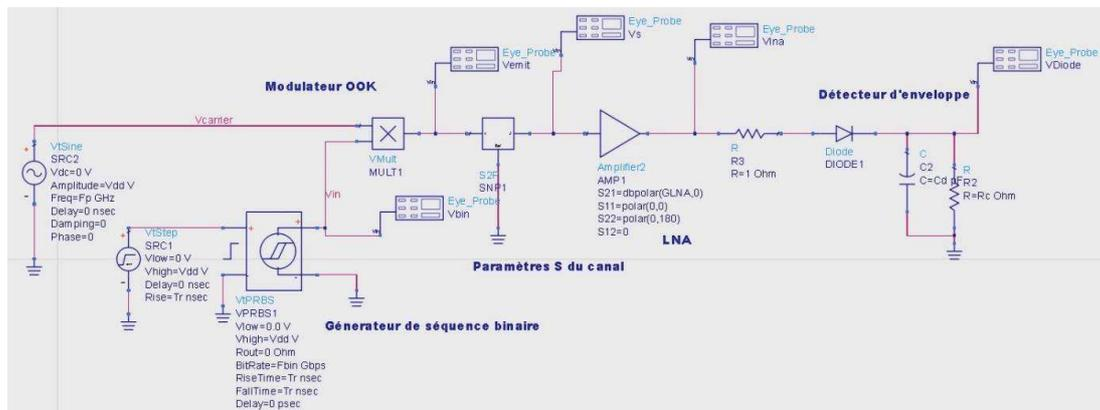 Eye_Probe
Vs
Eye_Probe
Vlna
Eye_Probe
Vemit
Eye_Probe
VDiode
Modulateur OOK
Détecteur d'enveloppe
Vcarrier
VtSine
SRC2
Vdc=0 V
Amplitude=Vdd V
Freq=Fp GHz
Delay=0 nsec
Damping=0
Phase=0
VMult
MULT1
Vin
Eye_Probe
Vbin
S2P
SNP1
Ref
Amplifier2
AMP1
S21=dbpolar(GLNA,0)
S11=polar(0,0)
S22=polar(0,180)
S12=0
LNA
R
R3
R=1 Ohm
Diode
DIODE1
C
C2
C=Cd pF
R
R2
R=Rc Ohm
VtStep
SRC1
Vlow=0 V
Vhigh=Vdd V
Delay=0 nsec
Rise=Tr nsec
Paramètres S du canal
VtPRBS
VPRBS1
Vlow=0.0 V
Vhigh=Vdd V
Rout=0 Ohm
BitRate=Fbin Gbps
RiseTime=Tr nsec
FallTime=Tr nsec
Delay=0 psec
Génerateur de séquence binaire